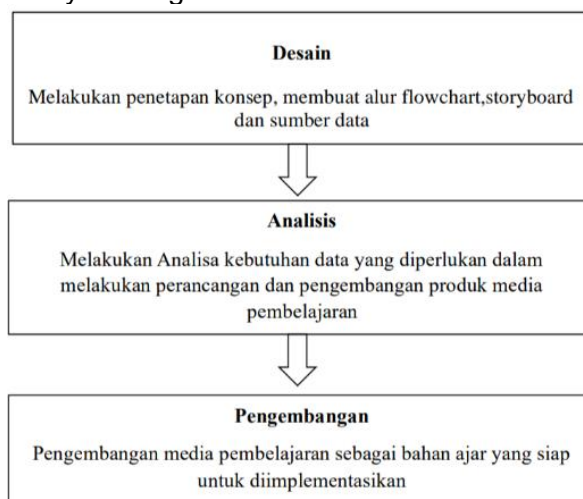 Desain
Melakukan penetapan konsep, membuat alur flowchart,storyboard
dan sumber data
Analisis
Melakukan Analisa kebutuhan data yang diperlukan dalam
melakukan perancangan dan pengembangan produk media
pembelajaran
Pengembangan
Pengembangan media pembelajaran sebagai bahan ajar yang siap
untuk diimplementasikan